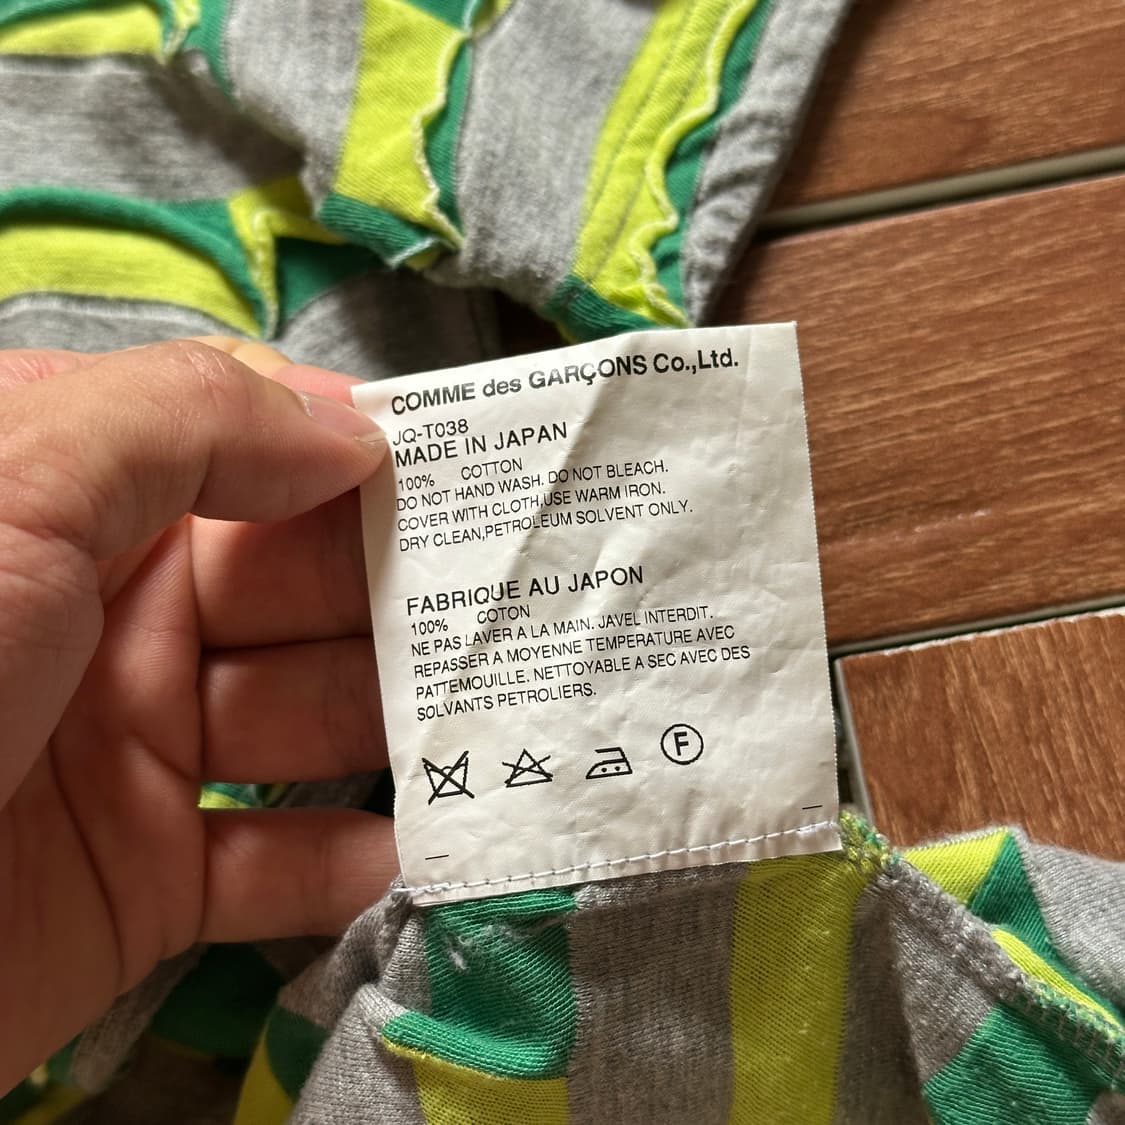 COMME des GARÇONS Co.,Ltd.
JQ-T038
MADE IN JAPAN
100% COTTON
DO NOT HAND WASH. DO NOT BLEACH.
COVER WITH CLOTH,USE WARM IRON.
DRY CLEAN,PETROLEUM SOLVENT ONLY.
FABRIQUE AU JAPON
100% COTON
NE PAS LAVER A LA MAIN. JAVEL INTERDIT.
REPASSER A MOYENNE TEMPERATURE AVEC
PATTEMOUILLE. NETTOYABLE A SEC AVEC DES
SOLVANTS PETROLIERS.
F